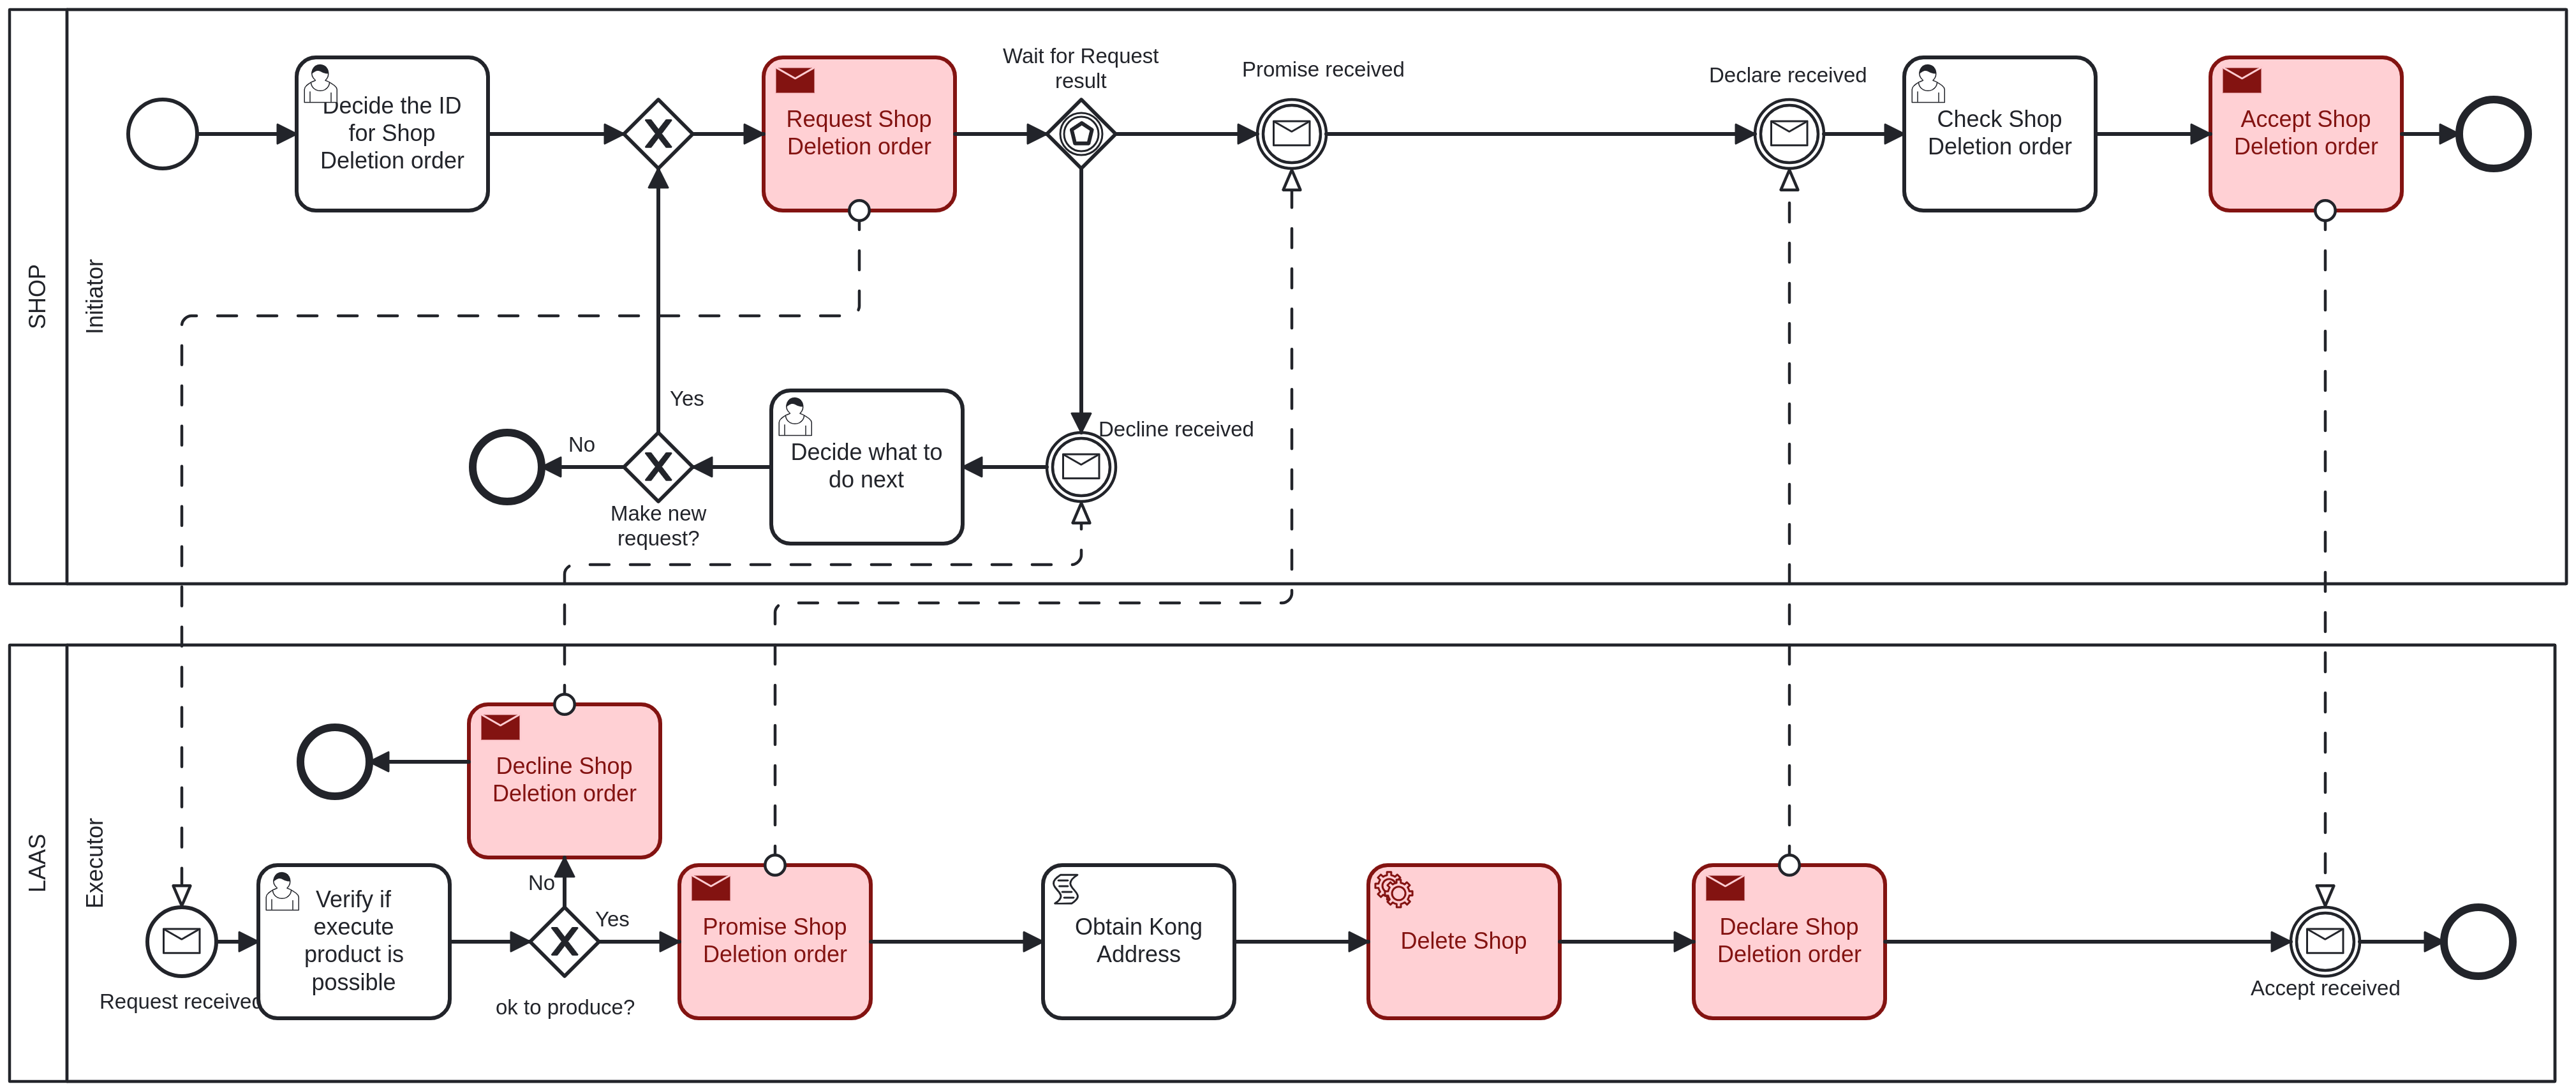 SHOP
Initiator
Decide the ID
for Shop
Deletion order
Request Shop
Deletion order
Wait for Request
result
Promise received
Declare received
Check Shop
Deletion order
Accept Shop
Deletion order
Yes
No
Make new
request?
Decide what to
do next
Decline received
LAAS
Executor
Decline Shop
Deletion order
No
Yes
Request received
Verify if
execute
product is
possible
ok to produce?
Promise Shop
Deletion order
Obtain Kong
Address
Delete Shop
Declare Shop
Deletion order
Accept received